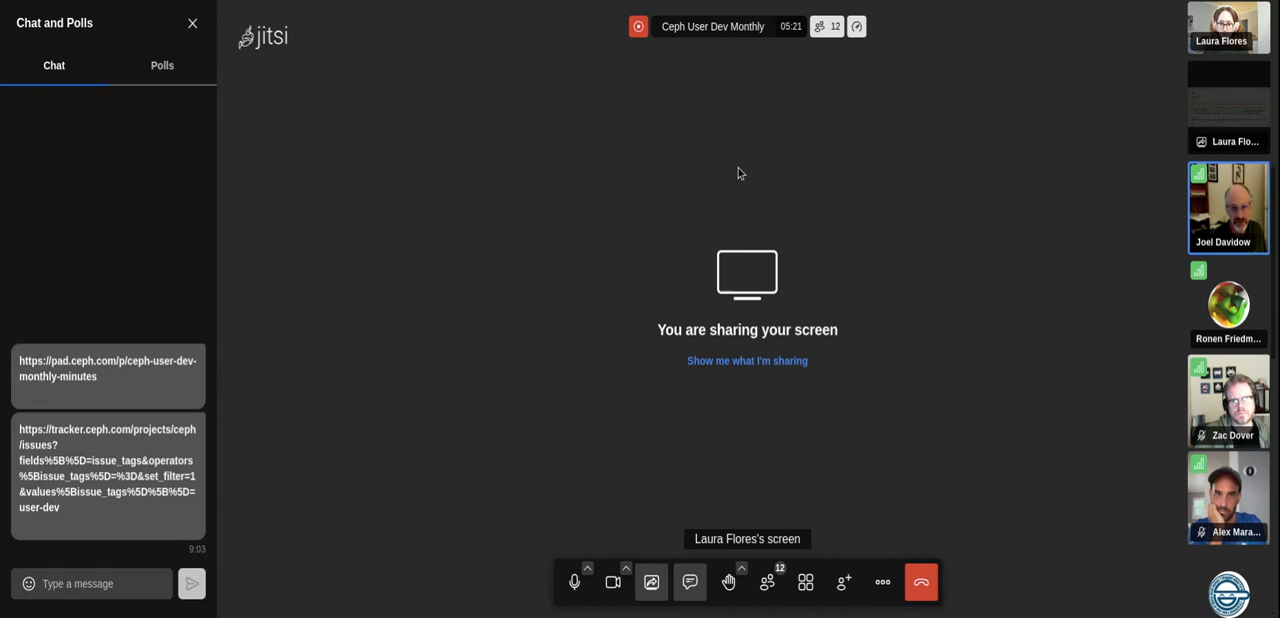 Chat and Polls
Chat
Polls
https://pad.ceph.com/p/ceph-user-dev-
monthly-minutes
https://tracker.ceph.com/projects/ceph
/issues?
fields%5B%5D=issue_tags&operators
%5Bissue_tags%5D=%3D&set_filter=1
&values%5Bissue_tags%5D%5B%5D=
user-dev
9:03
Type a message
jitsi
Ceph User Dev Monthly
05:21
12
You are sharing your screen
Show me what I'm sharing
Laura Flores's screen
12
Laura Flores
Laura Flo...
Joel Davidow
Ronen Friedm...
Zac Dover
Alex Mara...